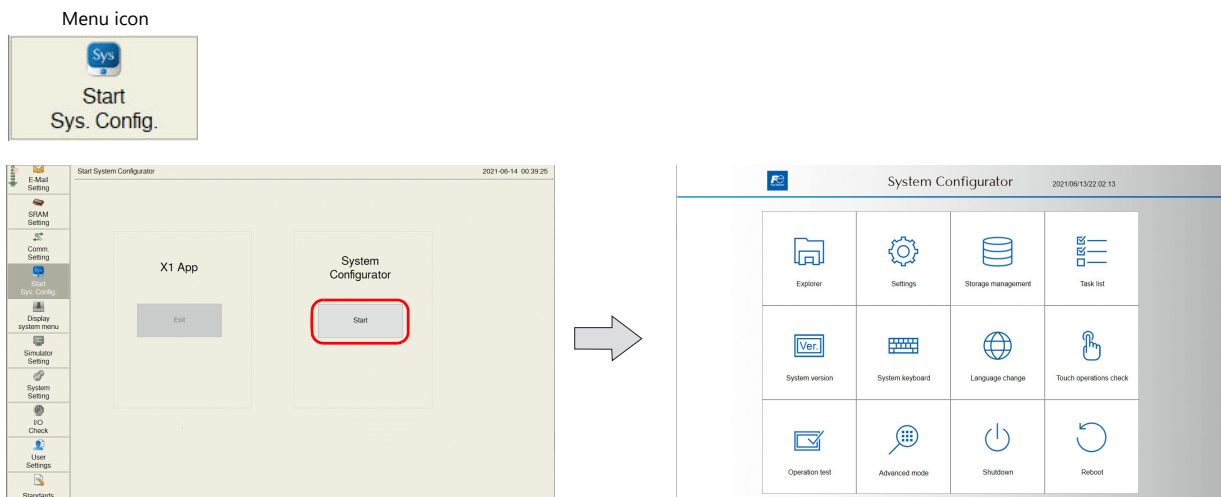 Menu icon
Sys
Start
Sys. Config.
E-Mail
Setting
SRAM
Setting
Comm.
Setting
Sys
Start
Sys. Config.
Display
system menu
Simulator
Setting
System
Setting
I/O
Check
User
Settings
Standards
Start System Configurator
2021-06-14 00:39:25
X1 App
Exit
System
Configurator
Start
System Configurator
2021/06/13/22:02:13
Explorer
Settings
Storage management
Task list
Ver.
System version
System keyboard
Language change
Touch operations check
Operation test
Advanced mode
Shutdown
Reboot